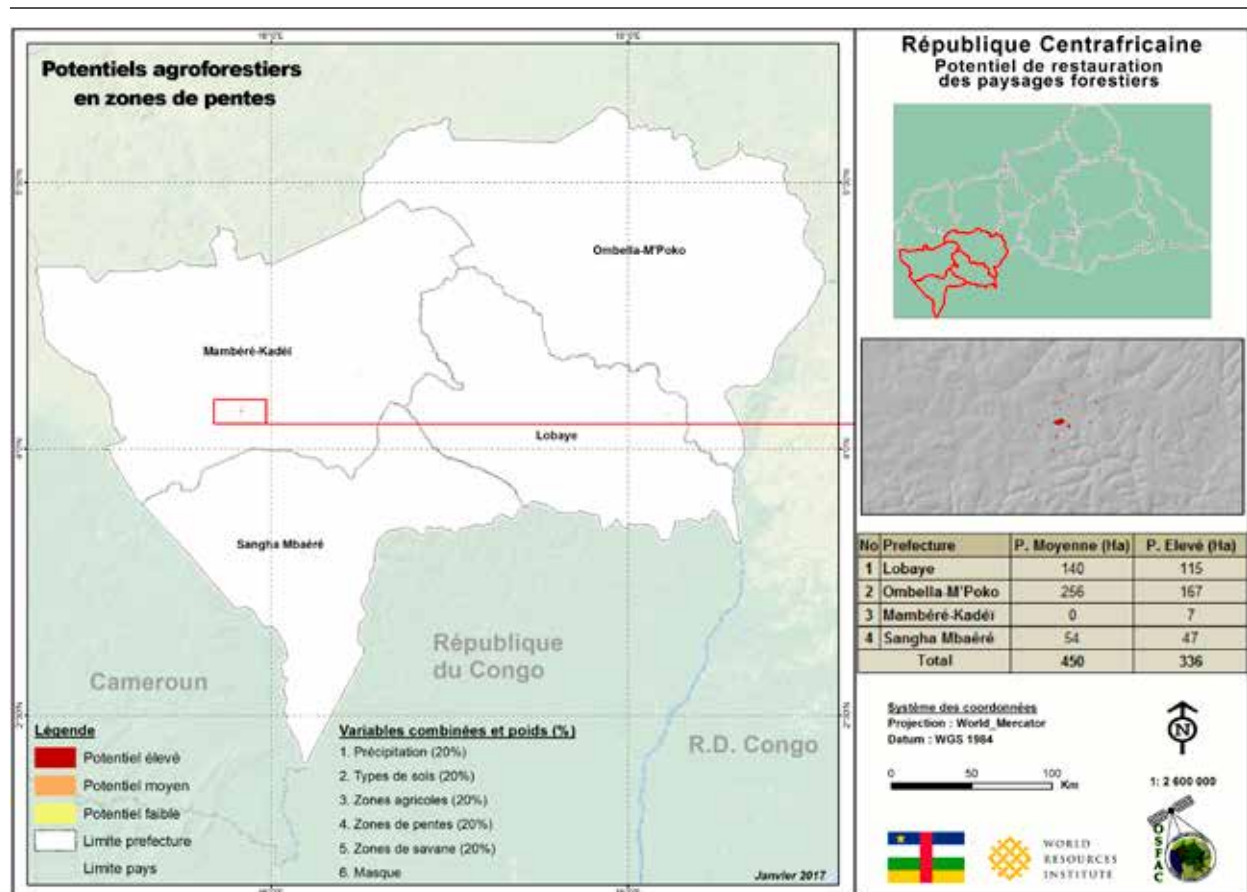 Potentiels agroforestiers
en zones de pentes
Ombella-M'Poko
Mambéré-Kadéï
Lobaye
Sangha Mbaéré
Cameroun
République
du Congo
R.D. Congo
Légende
Potentiel élevé
Potentiel moyen
Potentiel faible
Limite prefecture
Limite pays
Variables combinées et poids (%)
1. Précipitation (20%)
2. Types de sols (20%)
3. Zones agricoles (20%)
4. Zones de pentes (20%)
5. Zones de savane (20%)
6. Masque
Janvier 2017
République Centrafricaine
Potentiel de restauration
des paysages forestiers
No Prefecture P. Moyenne (Ha) P. Elevé (Ha)
1 Lobaye 140 115
2 Ombella-M'Poko 256 167
3 Mambéré-Kadéï 0 7
4 Sangha Mbaéré 54 47
Total 450 336
Système des coordonnées
Projection : World_Mercator
Datum : WGS 1984
0 50 100
Km
N
1: 2 600 000
WORLD
RESOURCES
INSTITUTE
OSFAC